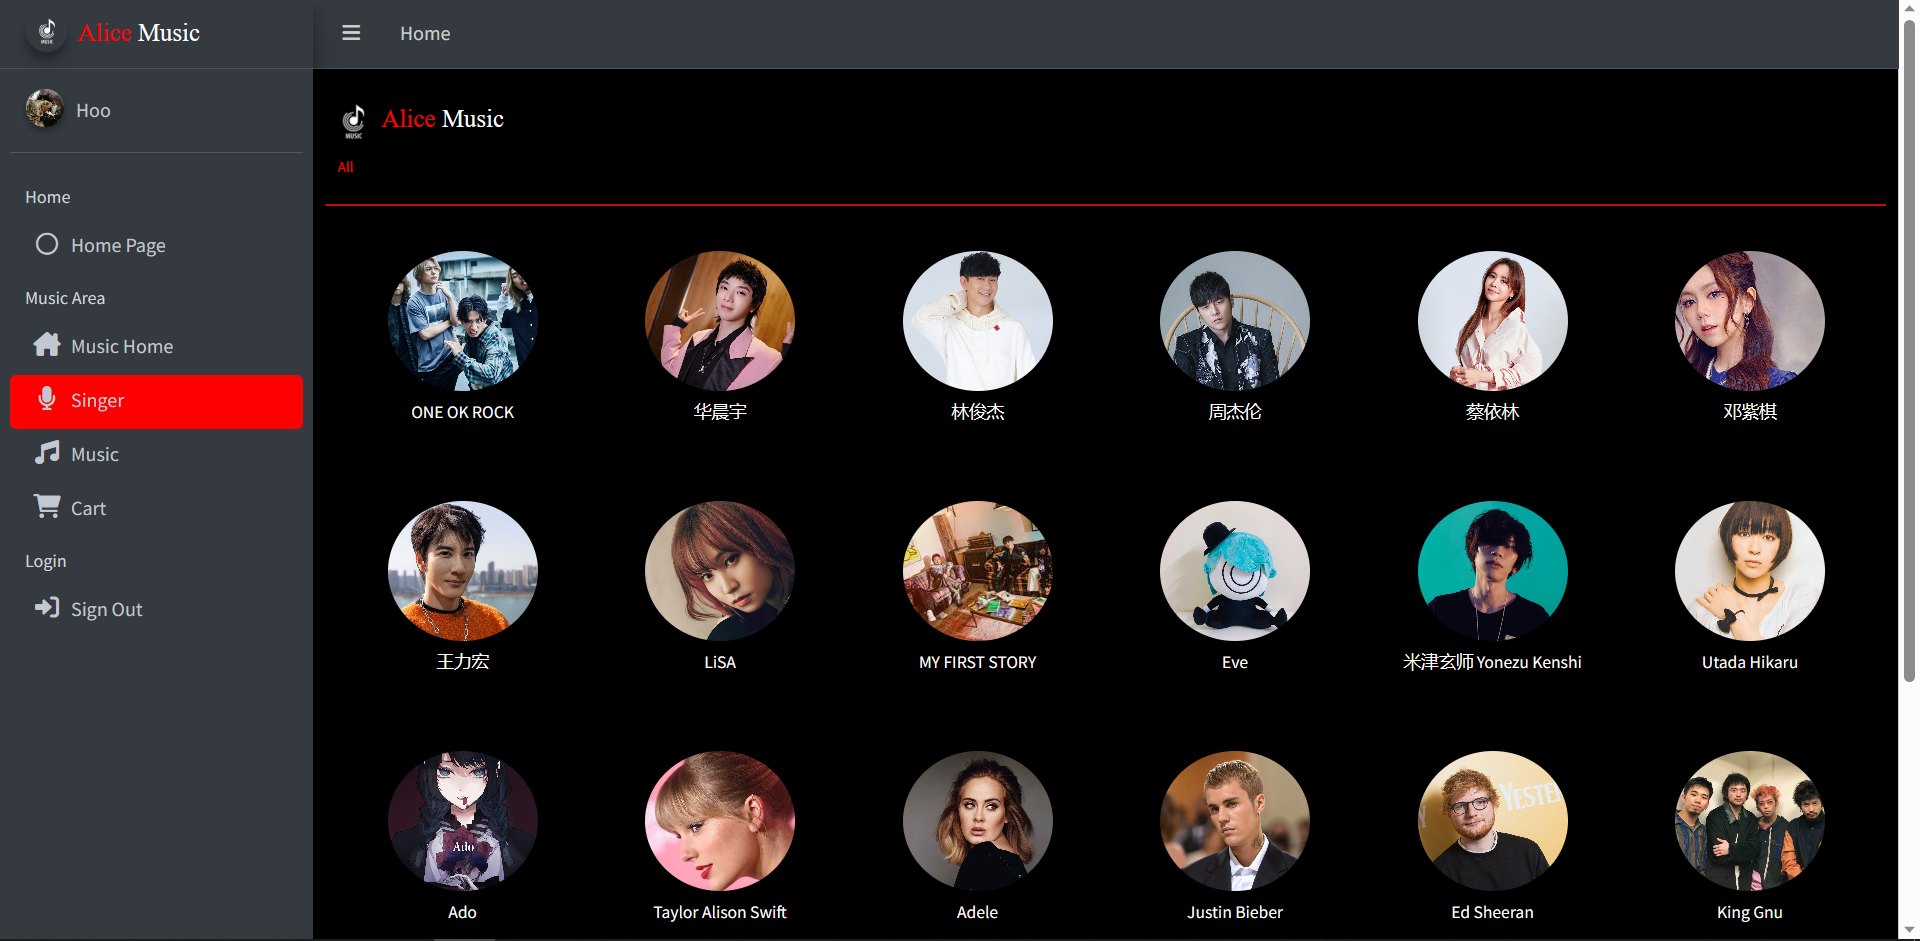 Alice Music
Home
Hoo
Home
Home Page
Music Area
Music Home
Singer
Music
Cart
Login
Sign Out
MUSIC
Alice Music
All
ONE OK ROCK
华晨宇
林俊杰
周杰伦
蔡依林
邓紫棋
王力宏
LiSA
MY FIRST STORY
Eve
米津玄师 Yonezu Kenshi
Utada Hikaru
Ado
YESTER
Ado
Taylor Alison Swift
Adele
Justin Bieber
Ed Sheeran
King Gnu